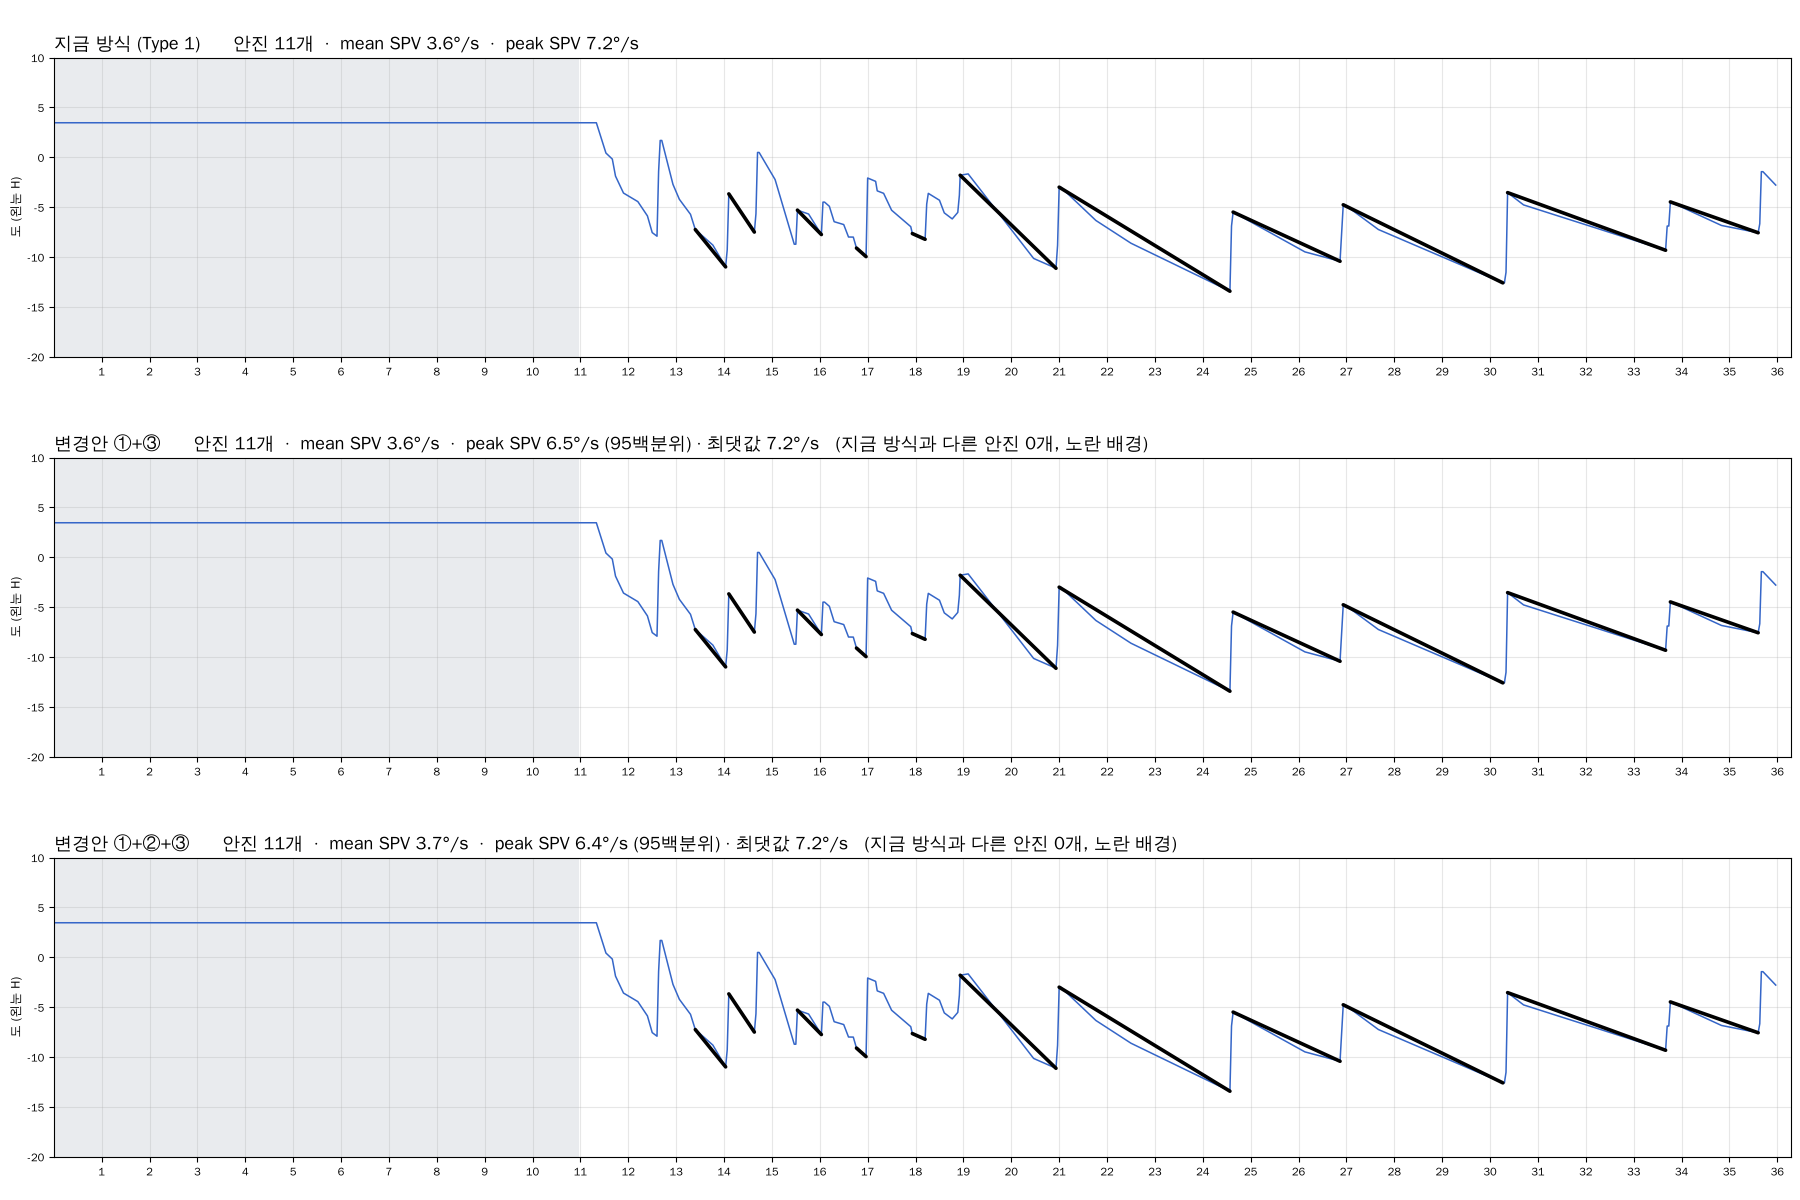 지금 방식 (Type 1) 안진 11개 · mean SPV 3.6°/s · peak SPV 7.2°/s
10
5
0
-5
-10
-15
-20
도 (왼눈 H)
1 2 3 4 5 6 7 8 9 10 11 12 13 14 15 16 17 18 19 20 21 22 23 24 25 26 27 28 29 30 31 32 33 34 35 36
변경안 ①+③ 안진 11개 · mean SPV 3.6°/s · peak SPV 6.5°/s (95백분위) · 최댓값 7.2°/s (지금 방식과 다른 안진 0개, 노란 배경)
10
5
0
-5
-10
-15
-20
도 (왼눈 H)
1 2 3 4 5 6 7 8 9 10 11 12 13 14 15 16 17 18 19 20 21 22 23 24 25 26 27 28 29 30 31 32 33 34 35 36
변경안 ①+②+③ 안진 11개 · mean SPV 3.7°/s · peak SPV 6.4°/s (95백분위) · 최댓값 7.2°/s (지금 방식과 다른 안진 0개, 노란 배경)
10
5
0
-5
-10
-15
-20
도 (왼눈 H)
1 2 3 4 5 6 7 8 9 10 11 12 13 14 15 16 17 18 19 20 21 22 23 24 25 26 27 28 29 30 31 32 33 34 35 36